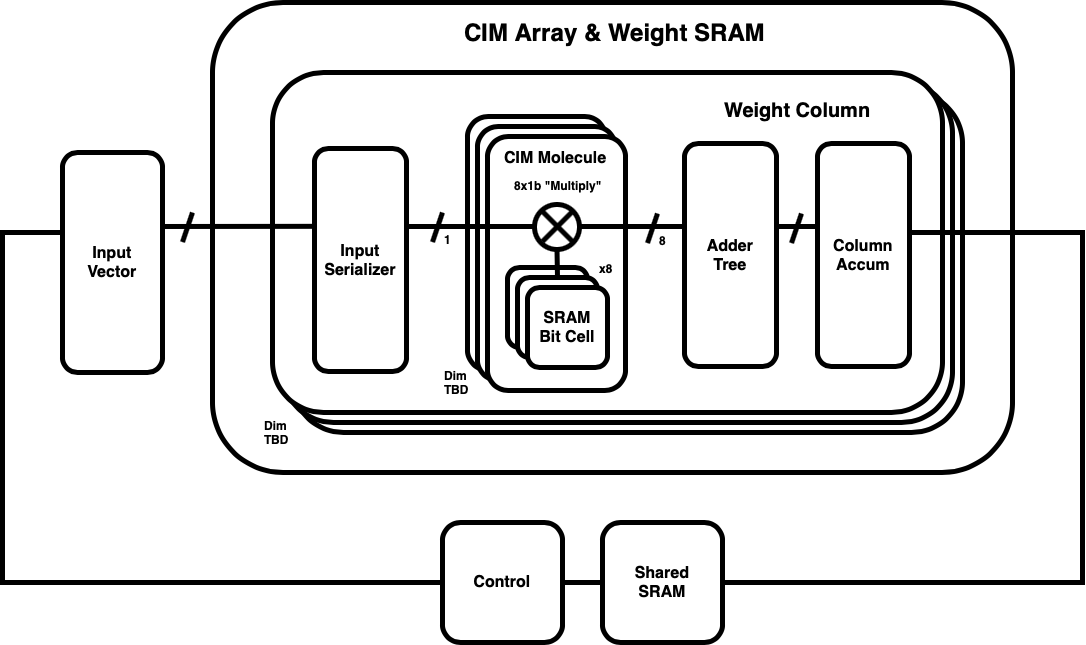 CIM Array & Weight SRAM
Weight Column
CIM Molecule
8x1b "Multiply"
Input
Vector
Input
Serializer
1
8
Adder
Tree
Column
Accum
x8
SRAM
Bit Cell
Dim
TBD
Dim
TBD
Control
Shared
SRAM